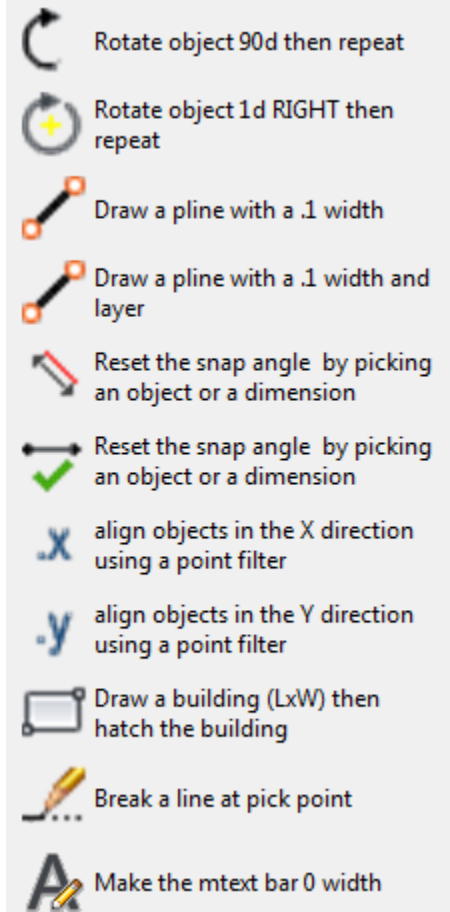 Rotate object 90d then repeat
Rotate object 1d RIGHT then
repeat
Draw a pline with a .1 width
Draw a pline with a .1 width and
layer
Reset the snap angle  by picking
an object or a dimension
Reset the snap angle  by picking
an object or a dimension
.x
align objects in the X direction
using a point filter
.y
align objects in the Y direction
using a point filter
Draw a building (LxW) then
hatch the building
Break a line at pick point
A
Make the mtext bar 0 width